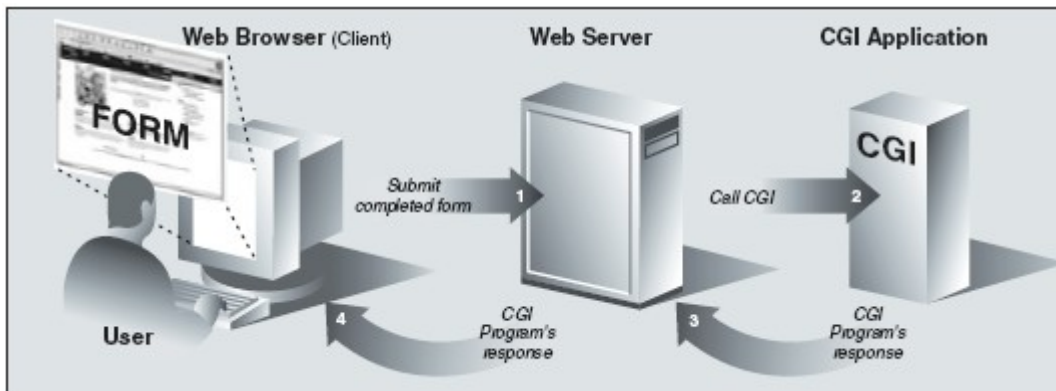 Web Browser (Client)
Web Server
CGI Application
FORM
CGI
Submit
completed form
1
Call CGI
2
User
4
CGI
Program's
response
3
CGI
Program's
response